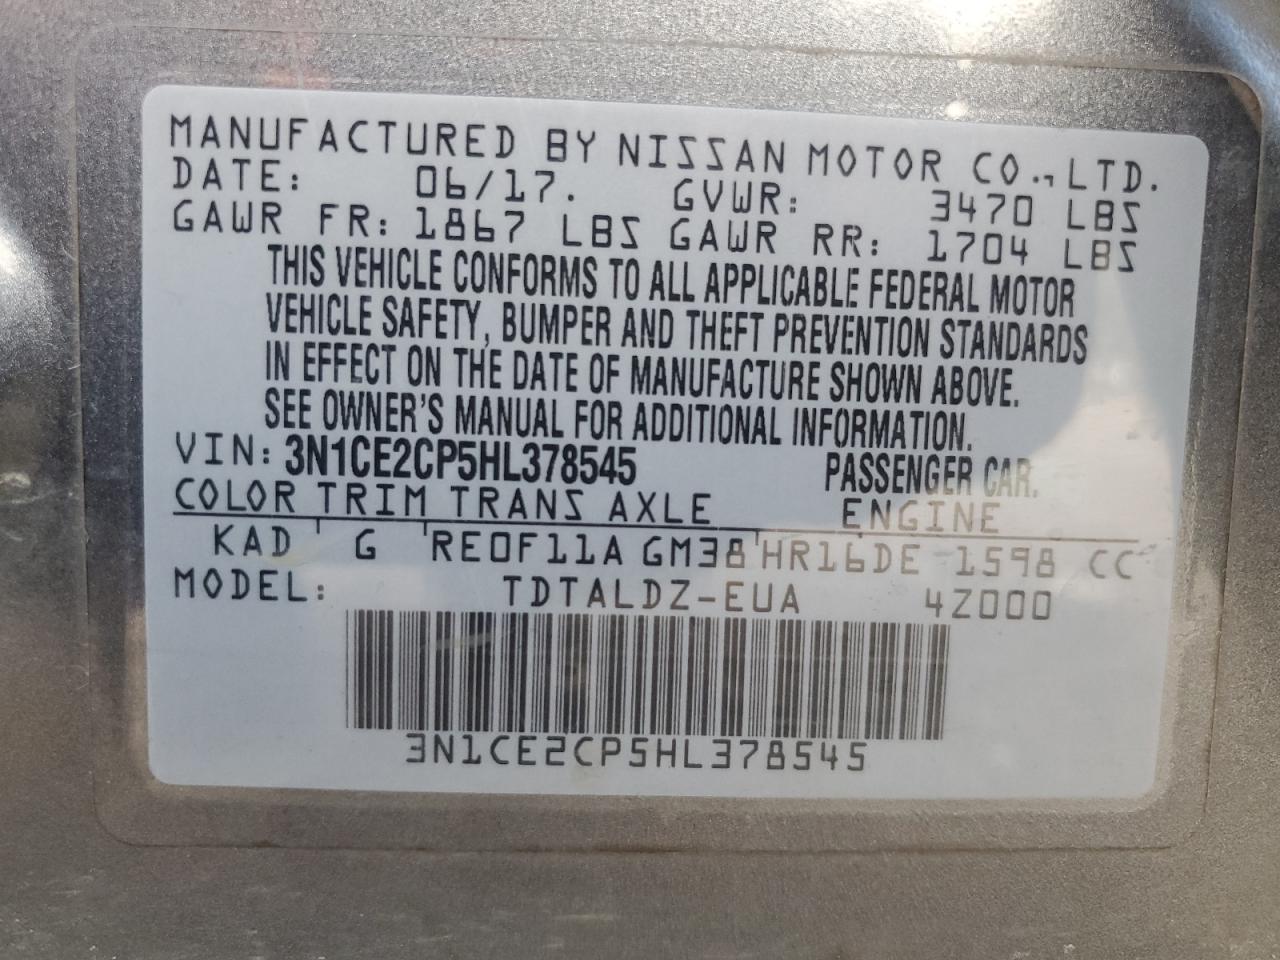 MANUFACTURED BY NISSAN MOTOR CO.,LTD.
DATE: 06/17. GVWR: 3470 LBS
GAWR FR: 1867 LBS GAWR RR: 1704 LBS
THIS VEHICLE CONFORMS TO ALL APPLICABLE FEDERAL MOTOR
VEHICLE SAFETY, BUMPER AND THEFT PREVENTION STANDARDS
IN EFFECT ON THE DATE OF MANUFACTURE SHOWN ABOVE.
SEE OWNER'S MANUAL FOR ADDITIONAL INFORMATION.
VIN: 3N1CE2CP5HL378545 PASSENGER CAR.
COLOR TRIM TRANS AXLE ENGINE
KAD G RE0F11A GM38 HR16DE 1598 CC
MODEL: TDTALDZ-EUA 4Z000
3N1CE2CP5HL378545